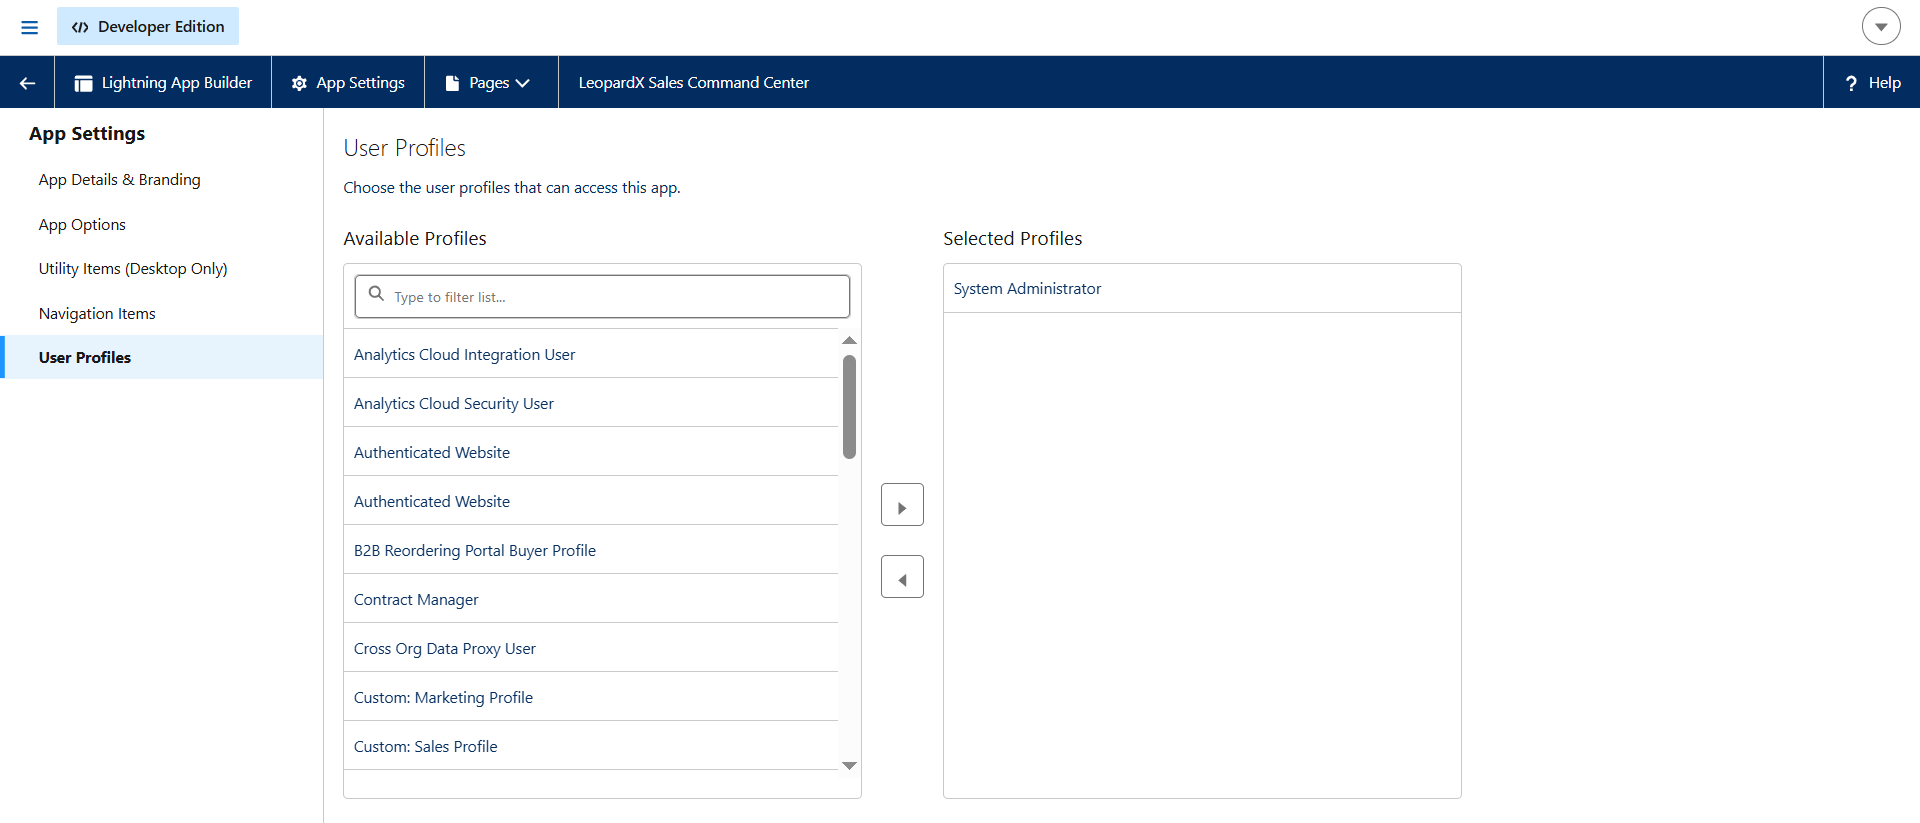 Developer Edition
Lightning App Builder
App Settings
Pages
LeopardX Sales Command Center
? Help
App Settings
App Details & Branding
App Options
Utility Items (Desktop Only)
Navigation Items
User Profiles
User Profiles
Choose the user profiles that can access this app.
Available Profiles
Type to filter list...
Analytics Cloud Integration User
Analytics Cloud Security User
Authenticated Website
Authenticated Website
B2B Reordering Portal Buyer Profile
Contract Manager
Cross Org Data Proxy User
Custom: Marketing Profile
Custom: Sales Profile
Selected Profiles
System Administrator